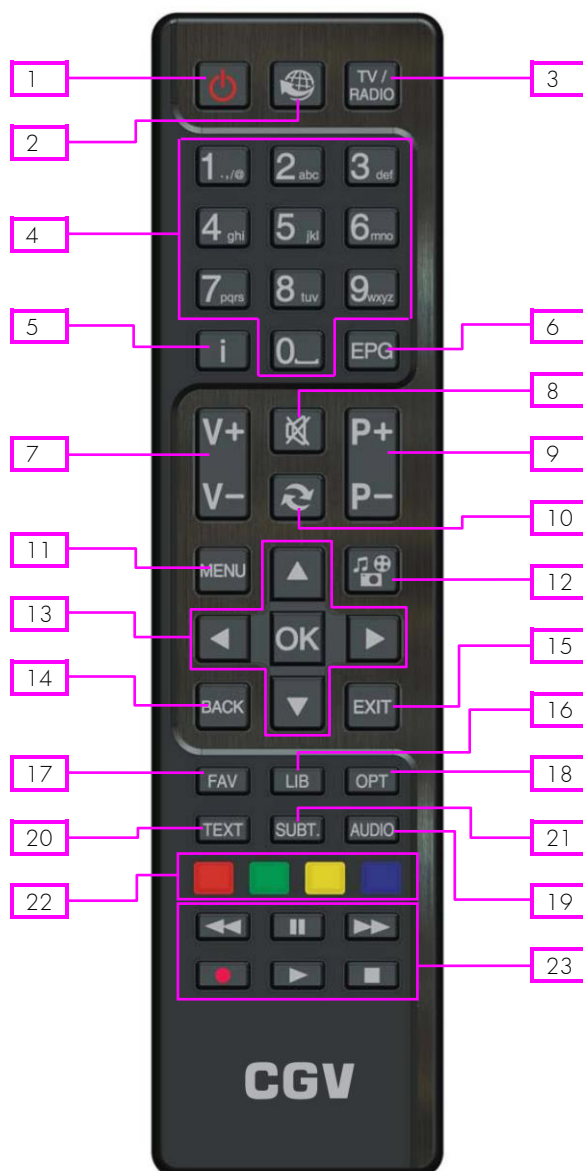 1
TV /
RADIO
3
2
1 .,/@ 2 abc 3 def
4
4 ghi 5 jkl 6 mno
7 pqrs 8 tuv 9 wxyz
5
i 0 EPG
6
8
V+ P+
7
9
V− P−
10
11
MENU
12
13
OK
15
14
BACK EXIT
16
17
FAV LIB OPT
18
20
TEXT SUBT. AUDIO
21
22
19
23
CGV